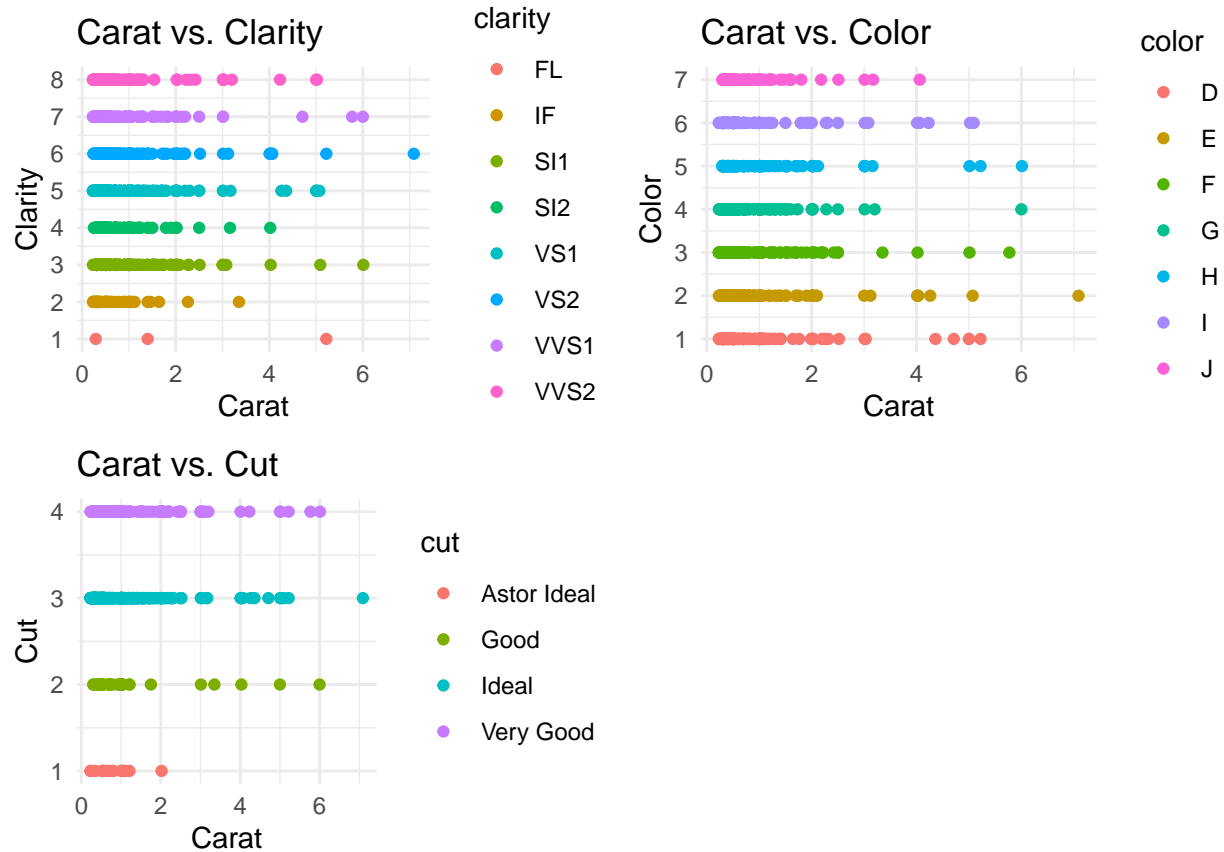 Carat vs. Clarity
Clarity
8
7
6
5
4
3
2
1
0 2 4 6
Carat
clarity
FL
IF
SI1
SI2
VS1
VS2
VVS1
VVS2
Carat vs. Color
Color
7
6
5
4
3
2
1
0 2 4 6
Carat
color
D
E
F
G
H
I
J
Carat vs. Cut
Cut
4
3
2
1
0 2 4 6
Carat
cut
Astor Ideal
Good
Ideal
Very Good